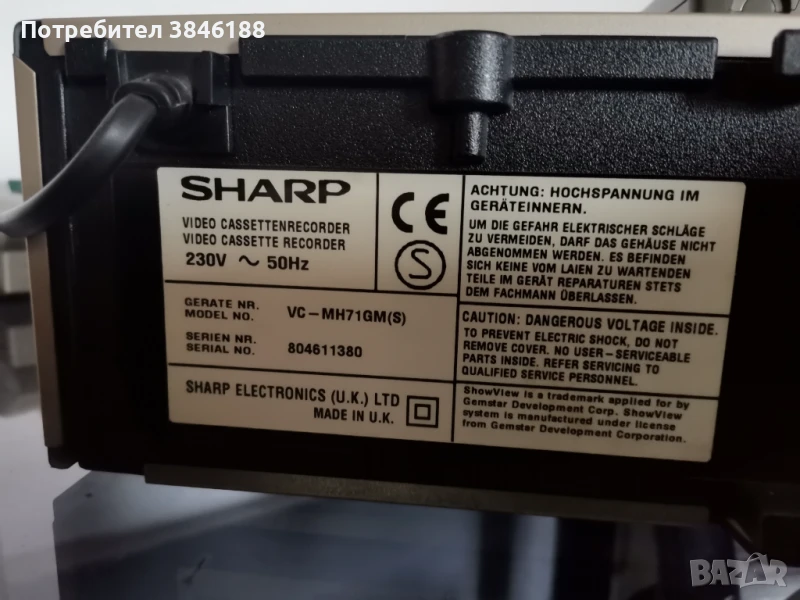 Потребител 3846188
SHARP
VIDEO CASSETTENRECORDER
VIDEO CASSETTE RECORDER
230V ~ 50Hz
CE
S
GERÄTE NR.
MODEL NO.
VC-MH71GM(S)
SERIEN NR.
SERIAL NO.
804611380
SHARP ELECTRONICS (U.K.) LTD
MADE IN U.K.
ACHTUNG: HOCHSPANNUNG IM
GERÄTEINNERN.
UM DIE GEFAHR ELEKTRISCHER SCHLÄGE
ZU VERMEIDEN, DARF DAS GEHÄUSE NICHT
ABGENOMMEN WERDEN. ES BEFINDEN
SICH KEINE VOM LAIEN ZU WARTENDEN
TEILE IM GERÄT REPARATUREN STETS
DEM FACHMANN ÜBERLASSEN.
CAUTION: DANGEROUS VOLTAGE INSIDE.
TO PREVENT ELECTRIC SHOCK, DO NOT
REMOVE COVER. NO USER-SERVICEABLE
PARTS INSIDE. REFER SERVICING TO
QUALIFIED SERVICE PERSONNEL.
ShowView is a trademark applied for by
Gemstar Development Corp. ShowView
system is manufactured under license
from Gemstar Development Corporation.
BAZAR